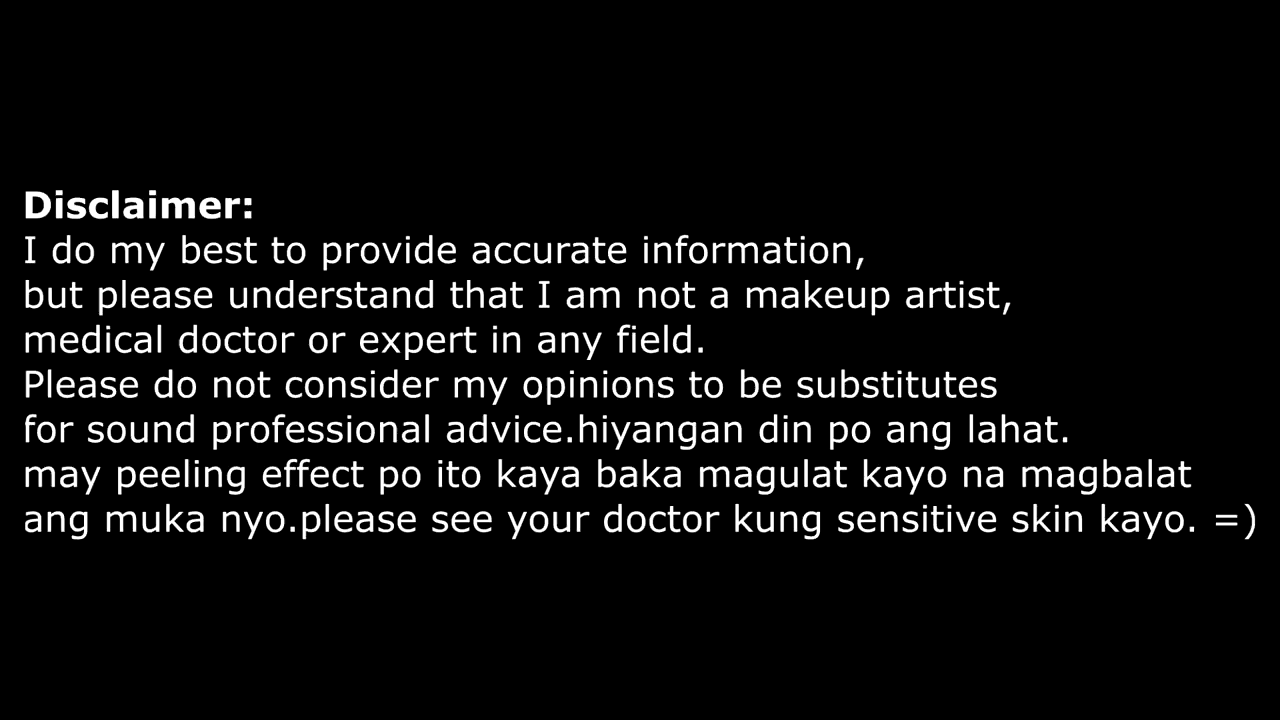 Disclaimer:
I do my best to provide accurate information,
but please understand that I am not a makeup artist,
medical doctor or expert in any field.
Please do not consider my opinions to be substitutes
for sound professional advice.hiyangan din po ang lahat.
may peeling effect po ito kaya baka magulat kayo na magbalat
ang muka nyo.please see your doctor kung sensitive skin kayo. =)